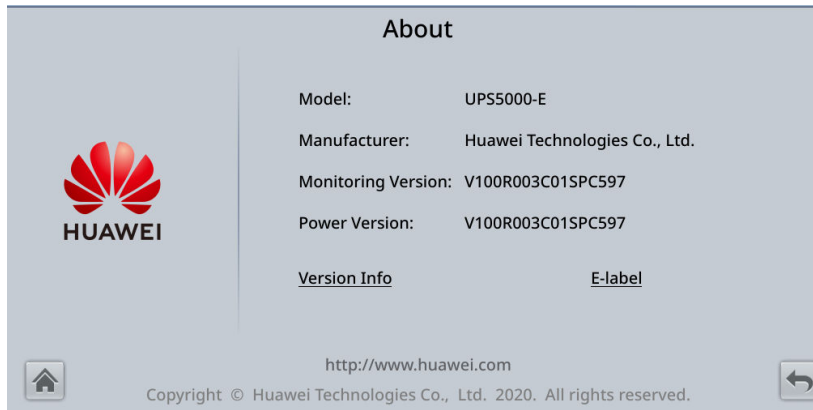 About
Model: UPS5000-E
Manufacturer: Huawei Technologies Co., Ltd.
Monitoring Version: V100R003C01SPC597
Power Version: V100R003C01SPC597
HUAWEI
Version Info E-label
http://www.huawei.com
Copyright © Huawei Technologies Co., Ltd. 2020. All rights reserved.